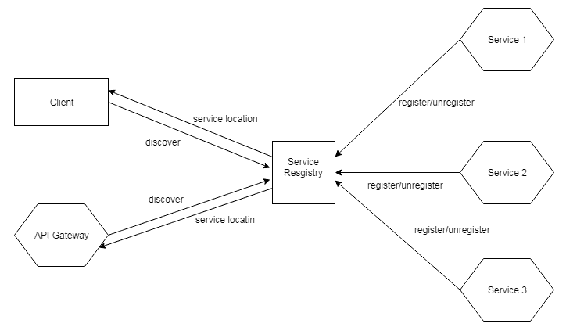 Service 1
Client
register/unregister
service location
discover
Service
Resgistry
Service 2
register/unregister
discover
service locatin
register/unregister
API Gateway
Service 3